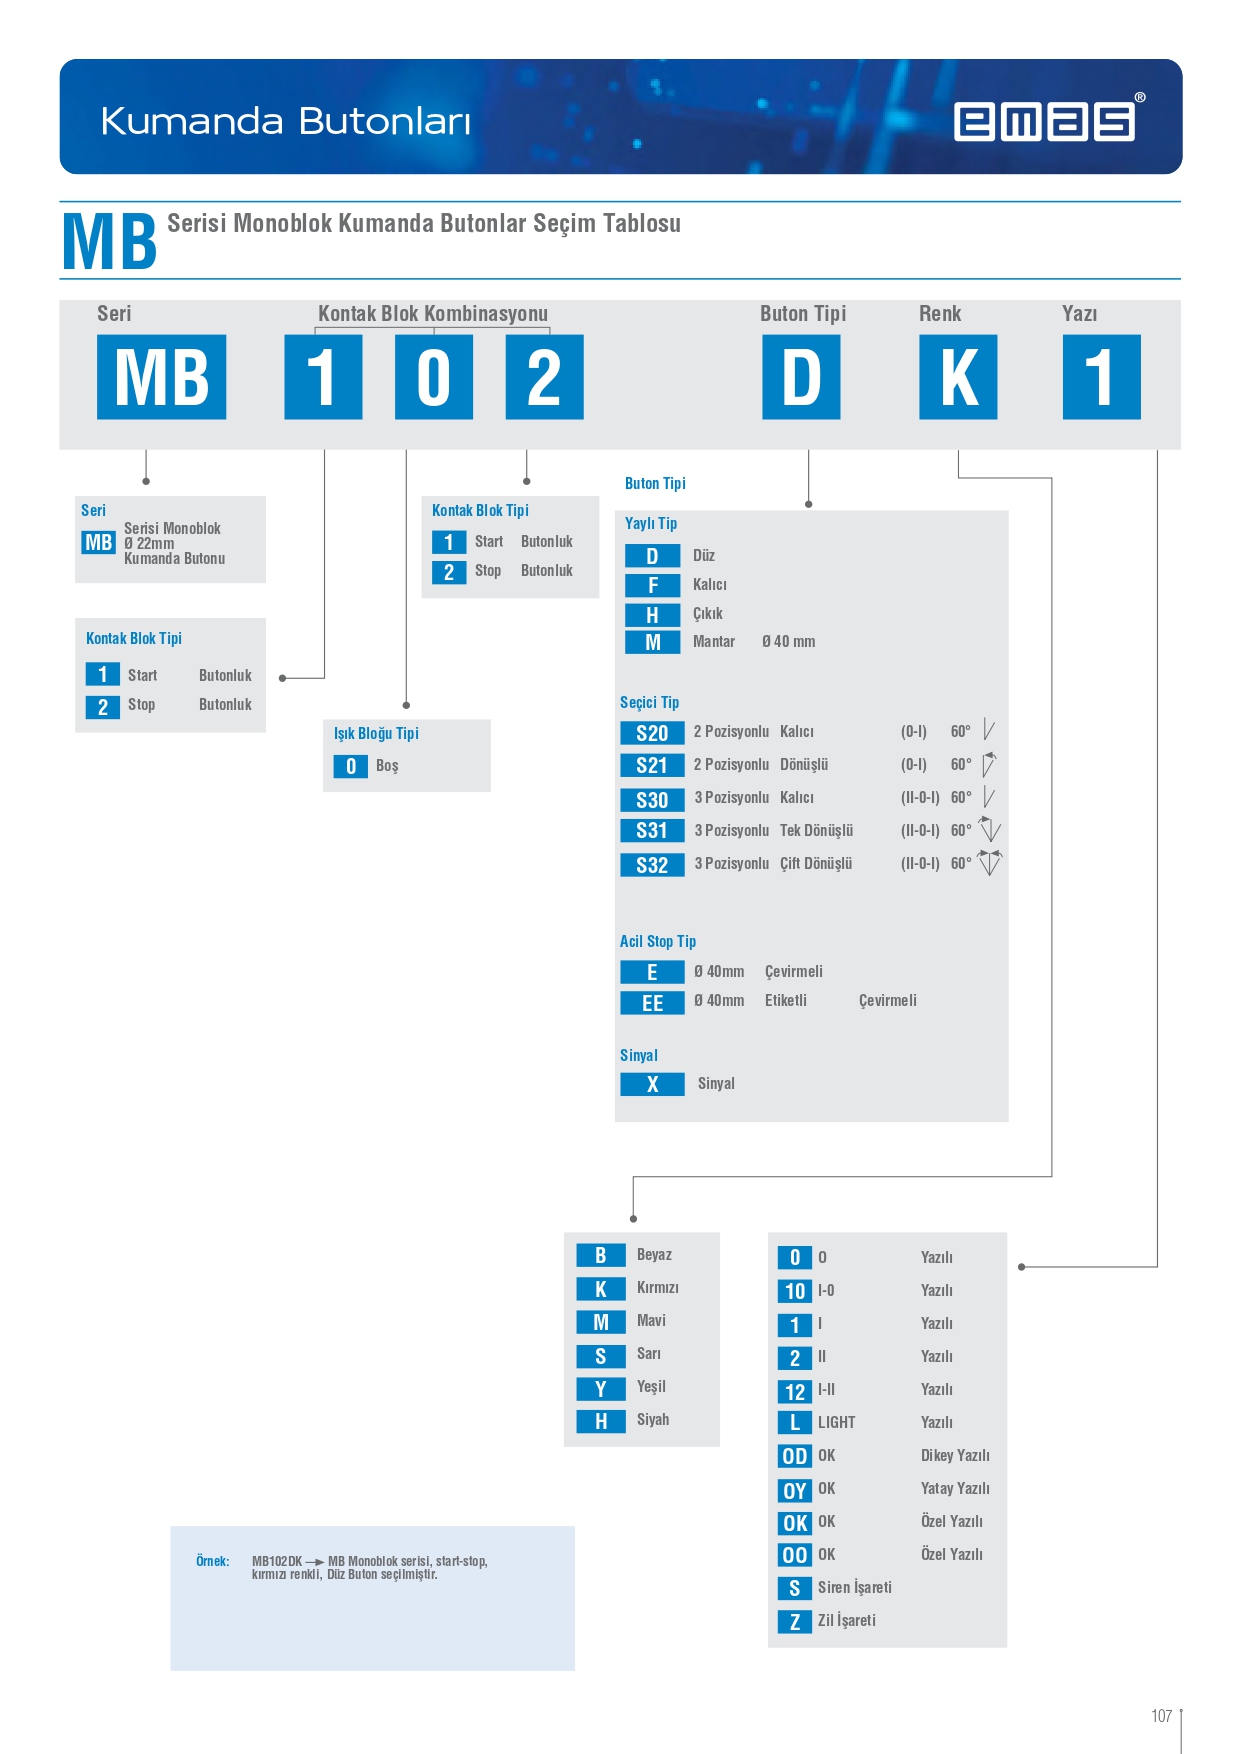 Kumanda Butonları
emas®
MB Serisi Monoblok Kumanda Butonlar Seçim Tablosu
Seri Kontak Blok Kombinasyonu Buton Tipi Renk Yazı
MB 1 0 2 D K 1
Seri
MB Serisi Monoblok
Ø 22mm
Kumanda Butonu
Kontak Blok Tipi
1 Start Butonluk
2 Stop Butonluk
Işık Bloğu Tipi
0 Boş
Kontak Blok Tipi
1 Start Butonluk
2 Stop Butonluk
Buton Tipi
Yaylı Tip
D Düz
F Kalıcı
H Çıkık
M Mantar Ø 40 mm
Seçici Tip
S20 2 Pozisyonlu Kalıcı (0-I) 60°
S21 2 Pozisyonlu Dönüşlü (0-I) 60°
S30 3 Pozisyonlu Kalıcı (II-0-I) 60°
S31 3 Pozisyonlu Tek Dönüşlü (II-0-I) 60°
S32 3 Pozisyonlu Çift Dönüşlü (II-0-I) 60°
Acil Stop Tip
E Ø 40mm Çevirmeli
EE Ø 40mm Etiketli Çevirmeli
Sinyal
X Sinyal
B Beyaz
K Kırmızı
M Mavi
S Sarı
Y Yeşil
H Siyah
0 O Yazılı
10 I-0 Yazılı
1 I Yazılı
2 II Yazılı
12 I-II Yazılı
L LIGHT Yazılı
OD OK Dikey Yazılı
OY OK Yatay Yazılı
OK OK Özel Yazılı
OO OK Özel Yazılı
S Siren İşareti
Z Zil İşareti
Örnek: MB102DK → MB Monoblok serisi, start-stop,
kırmızı renkli, Düz Buton seçilmiştir.
107